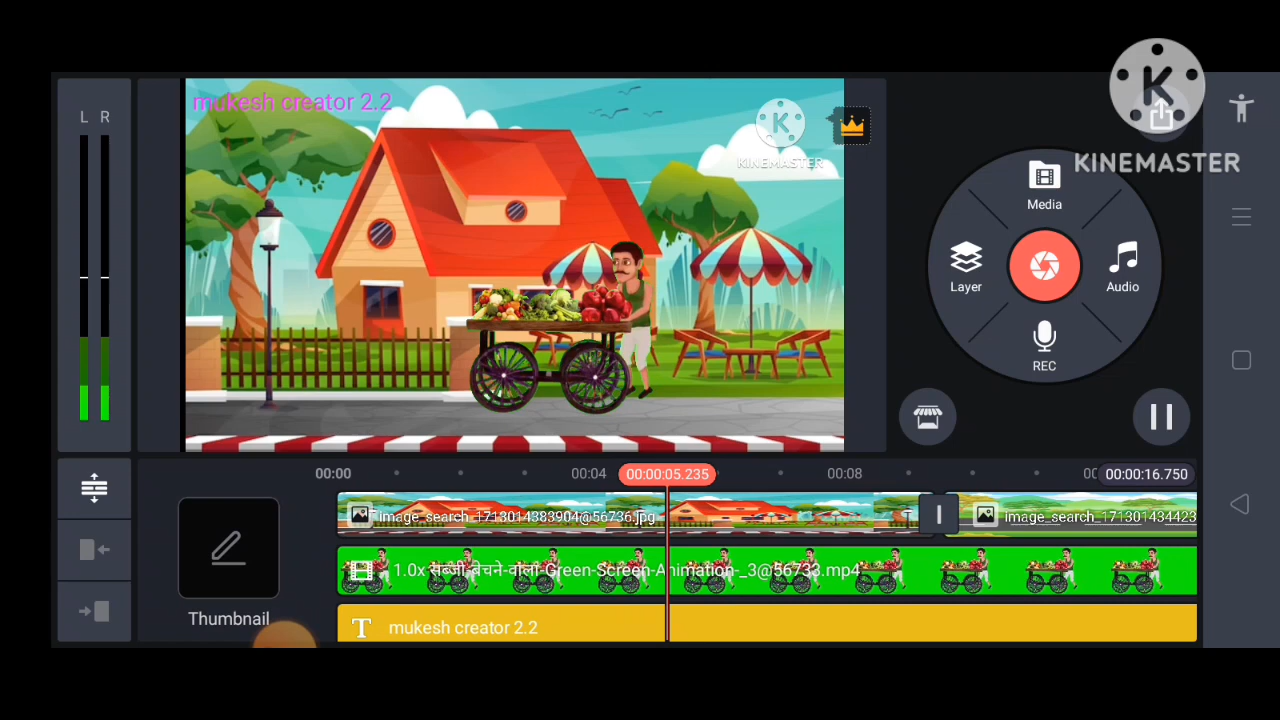 KINEMASTER
L R
mukesh creator 2.2
KINEMASTER
Media
Layer
Audio
REC
00:00
00:04
00:00:05.235
00:08
00:00:16.750
image_search_1713014383904@56736.jpg
image_search_171301434423
1.0x सब्जी-बेचने-वाला-Green-Screen-Animation-_3@56733.mp4
Thumbnail
T mukesh creator 2.2